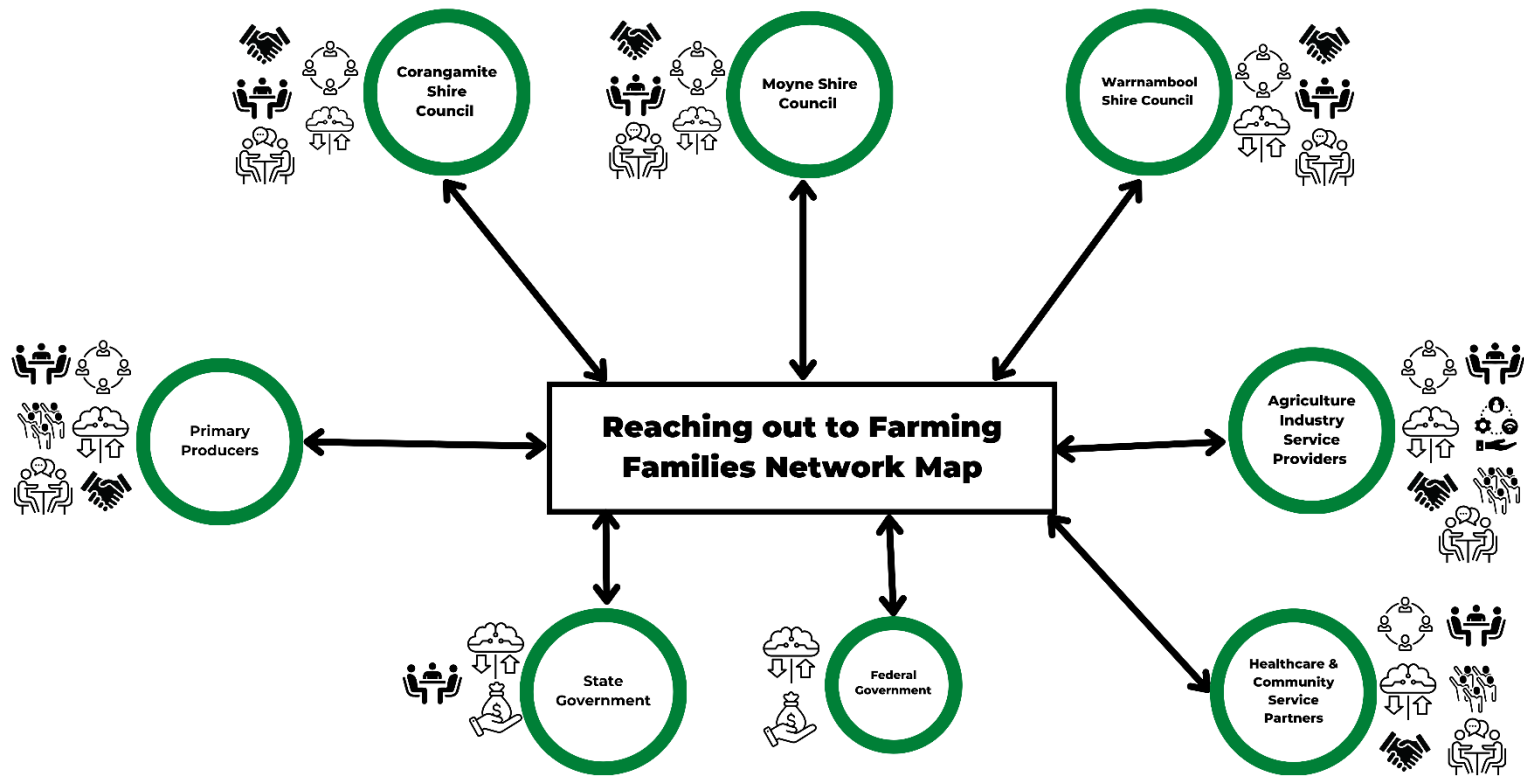 Corangamite
Shire
Council
Moyne Shire
Council
Warrnambool
Shire Council
Primary
Producers
Reaching out to Farming
Families Network Map
Agriculture
Industry
Service
Providers
State
Government
Federal
Government
Healthcare &
Community
Service
Partners